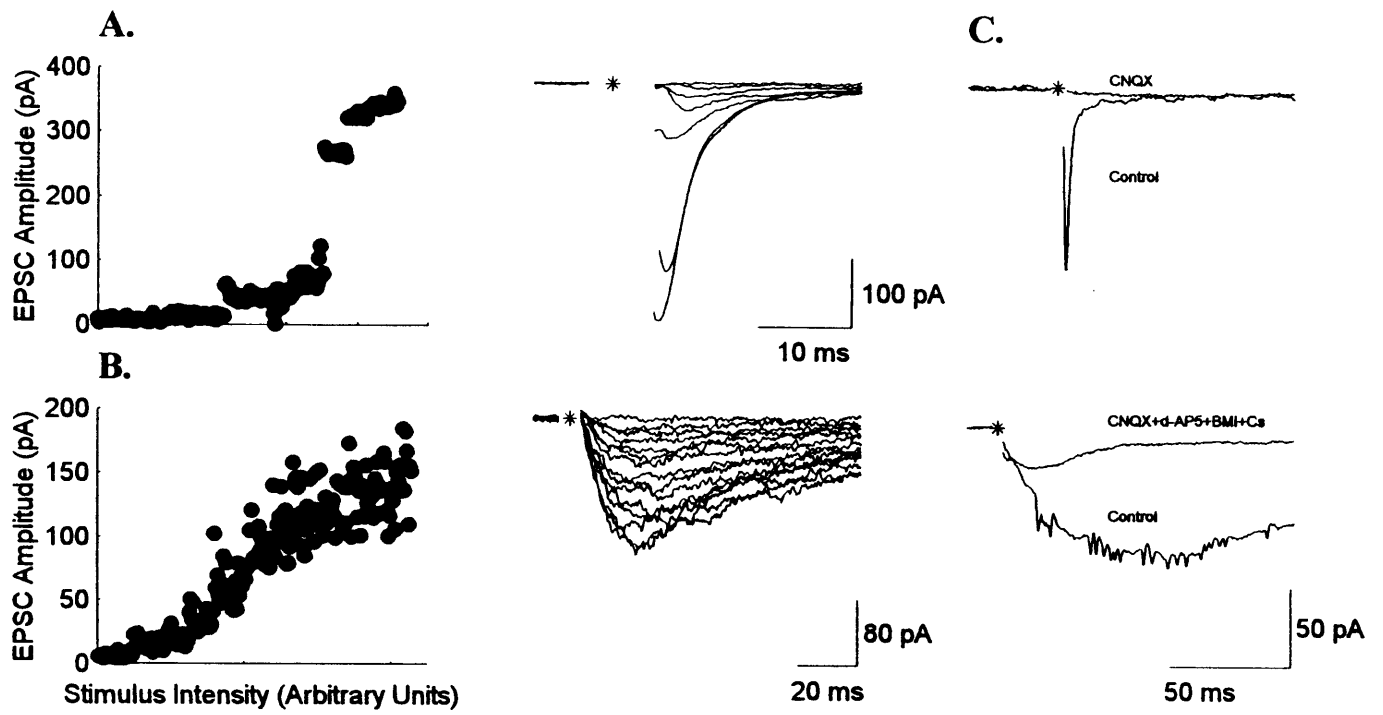 A.
EPSC Amplitude (pA)
400
300
200
100
0
*
100 pA
10 ms
C.
*
CNQX
Control
B.
EPSC Amplitude (pA)
200
150
100
50
0
Stimulus Intensity (Arbitrary Units)
*
80 pA
20 ms
*
CNQX+d-AP5+BMI+Cs
Control
50 pA
50 ms